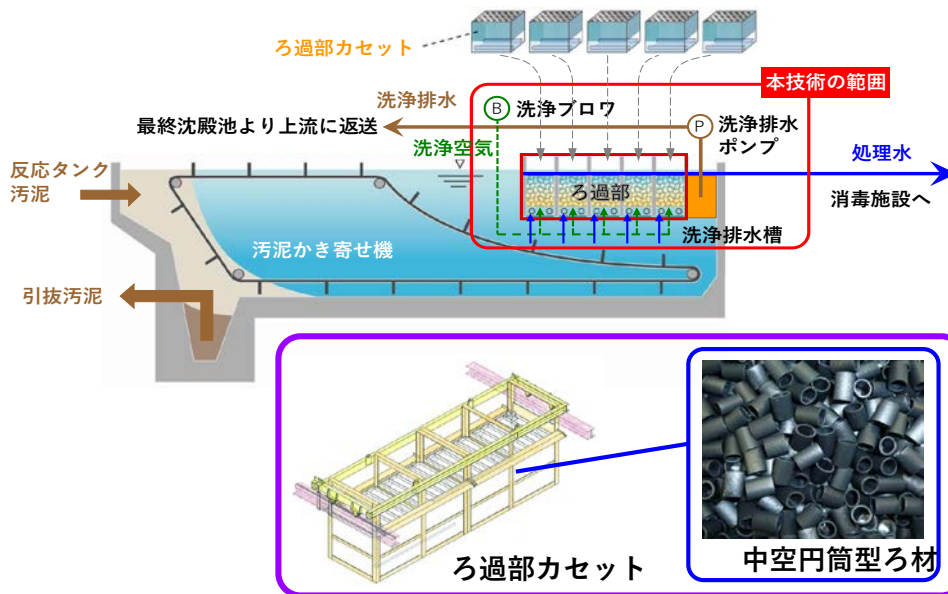 ろ過部カセット
本技術の範囲
洗浄排水
B
洗浄ブロワ
P
洗浄排水
ポンプ
最終沈殿池より上流に返送
洗浄空気
処理水
反応タンク
汚泥
ろ過部
消毒施設へ
洗浄排水槽
汚泥かき寄せ機
引抜汚泥
ろ過部カセット
中空円筒型ろ材